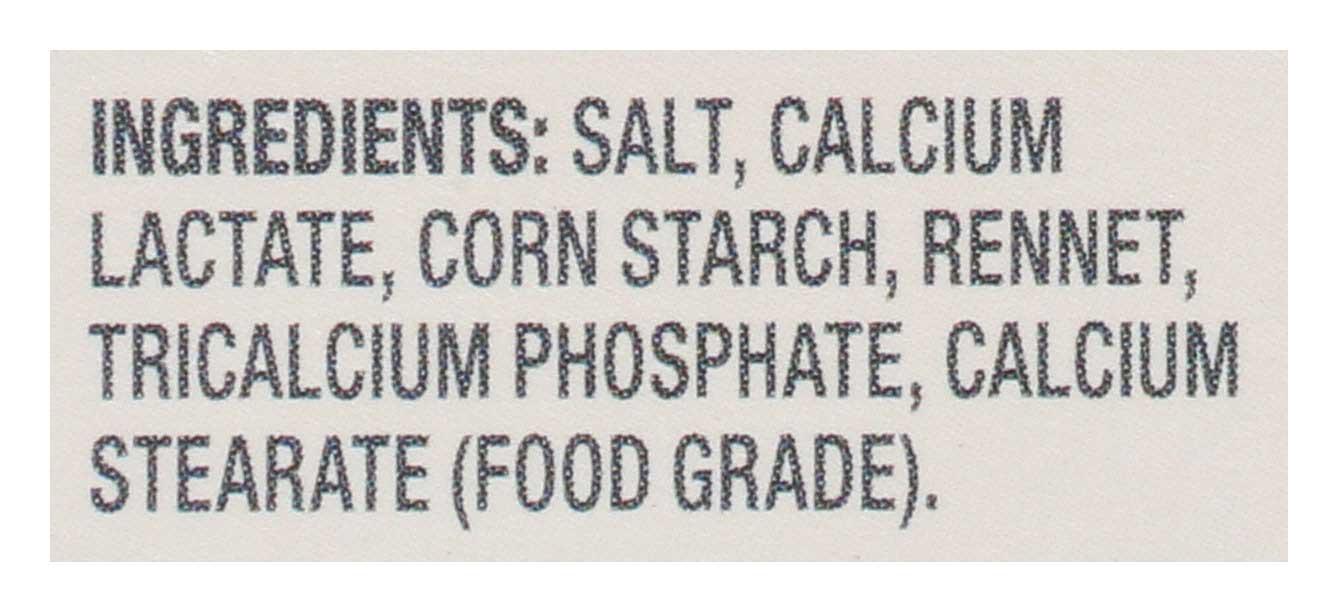 INGREDIENTS: SALT, CALCIUM
LACTATE, CORN STARCH, RENNET,
TRICALCIUM PHOSPHATE, CALCIUM
STEARATE (FOOD GRADE).